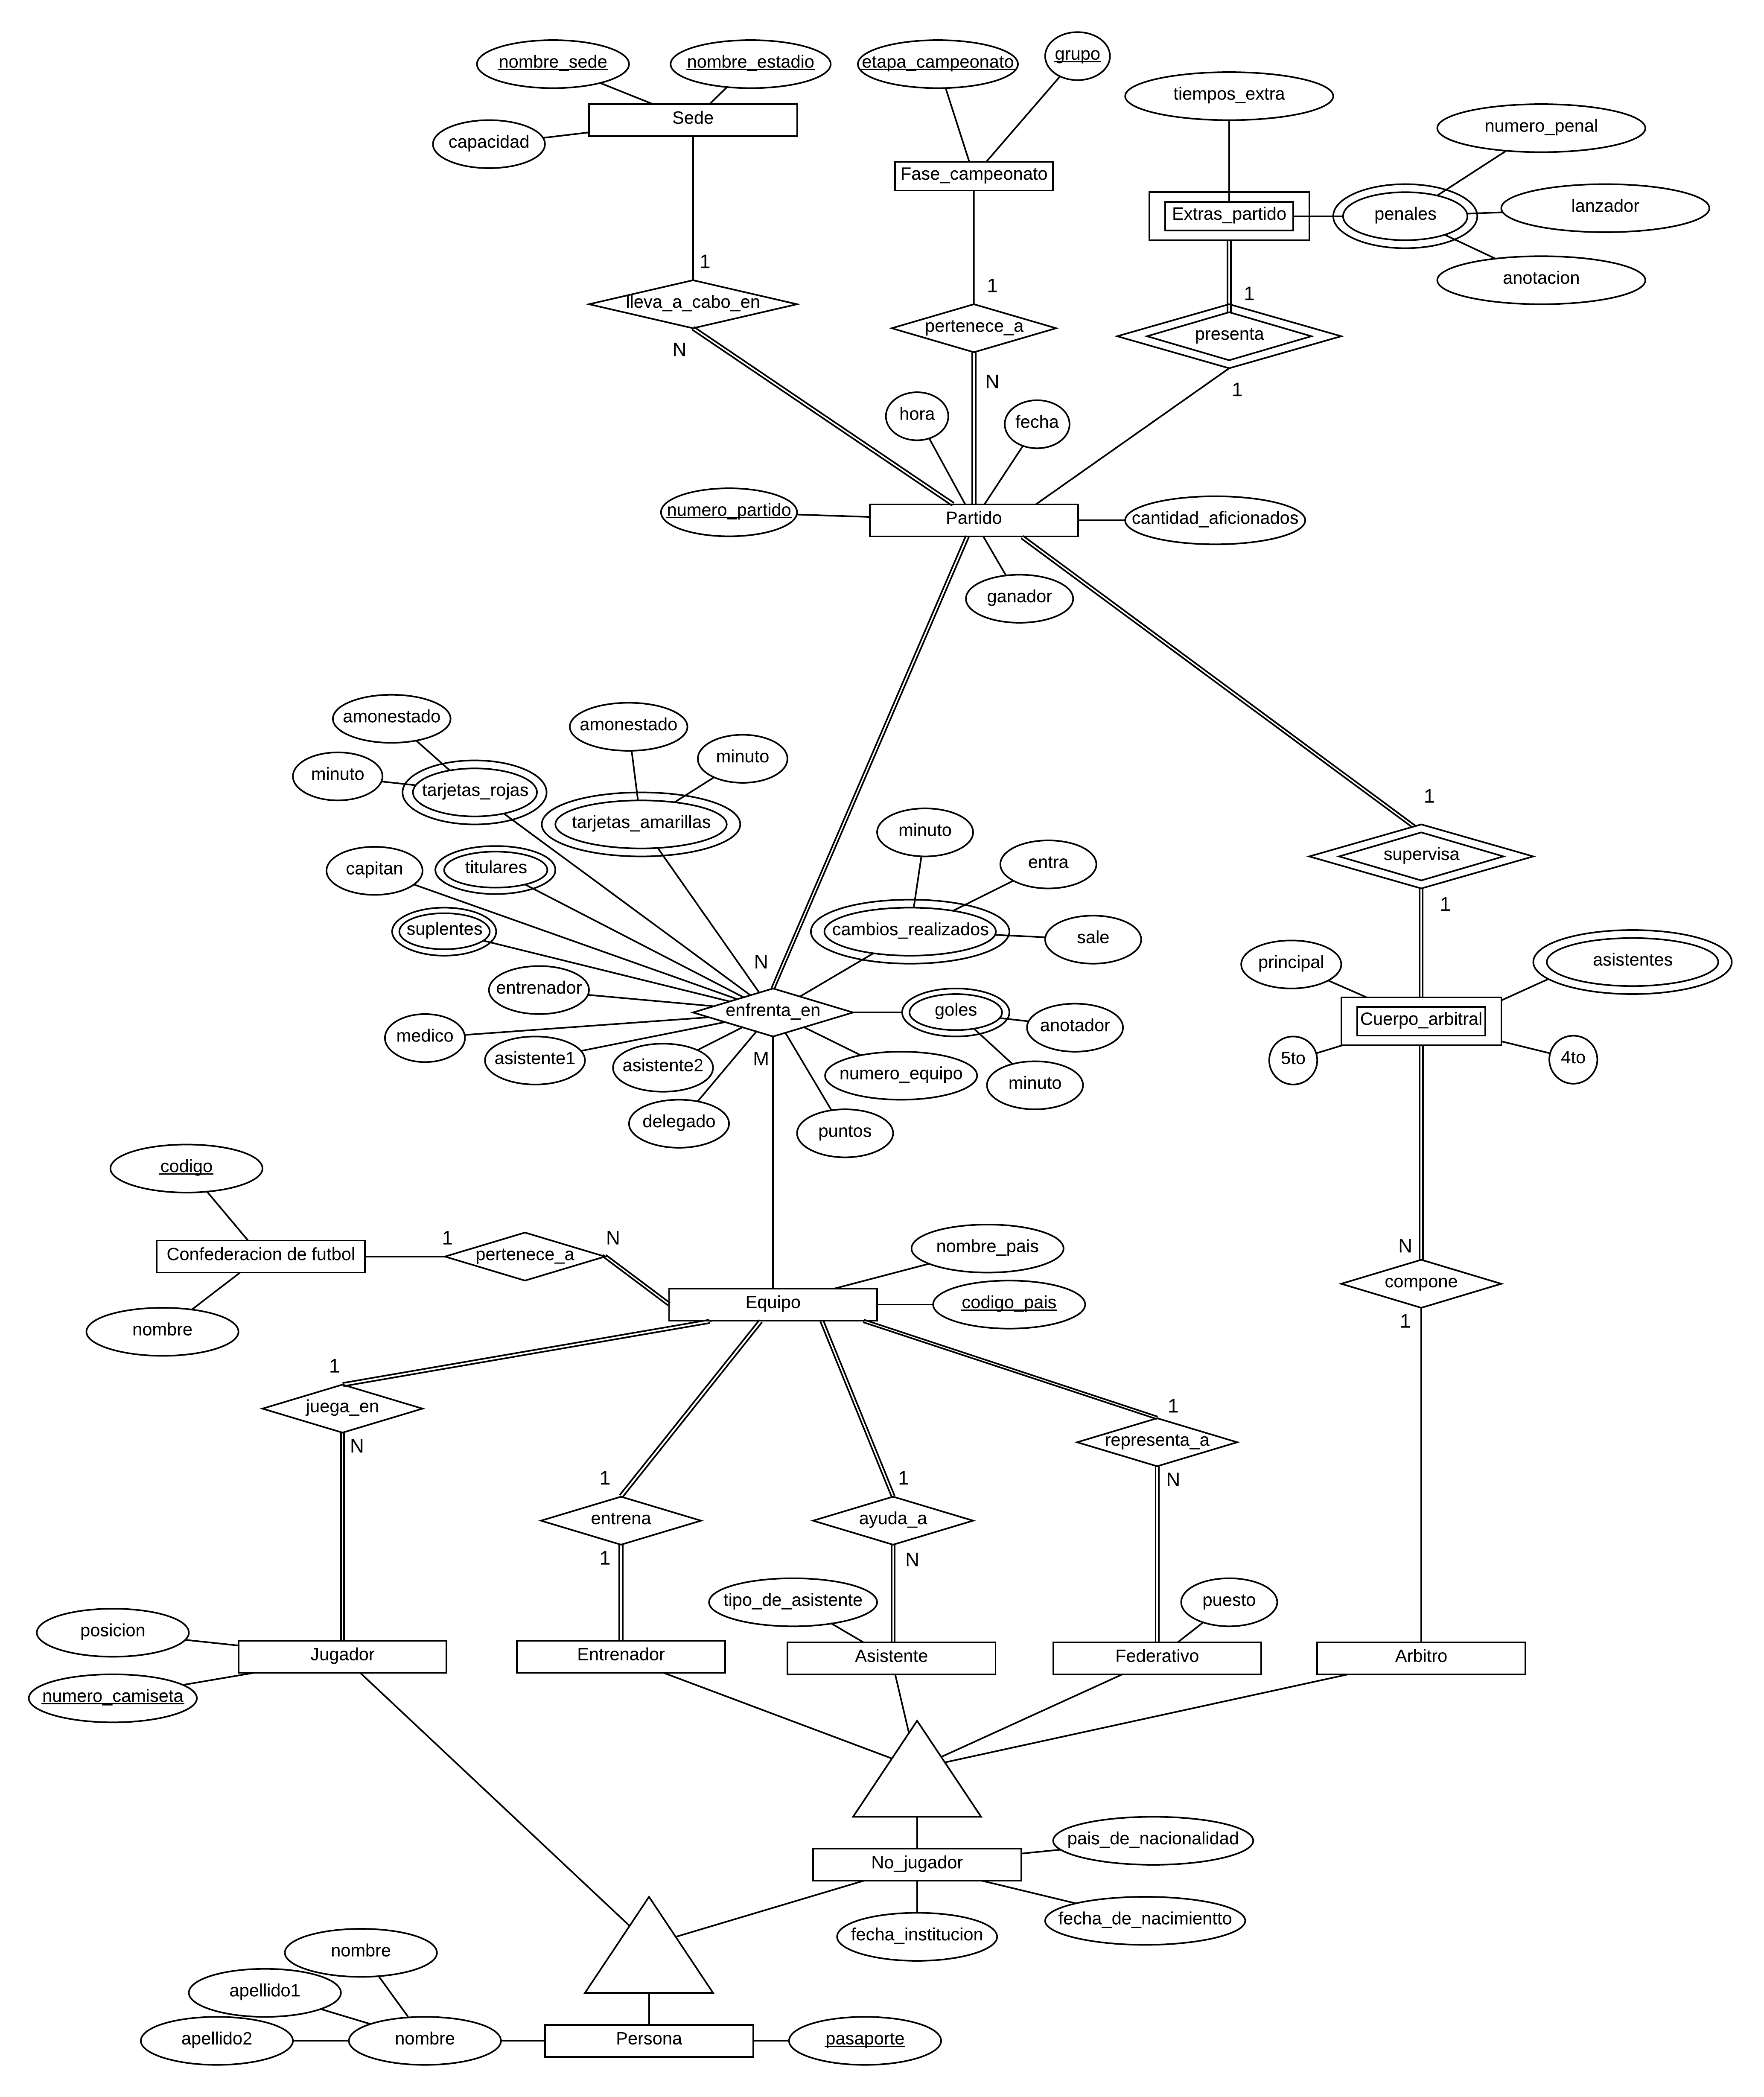 nombre_sede
nombre_estadio
etapa_campeonato
grupo
tiempos_extra
Sede
capacidad
numero_penal
Fase_campeonato
Extras_partido
penales
lanzador
anotacion
1
lleva_a_cabo_en
N
1
pertenece_a
N
1
presenta
1
hora
fecha
numero_partido
Partido
cantidad_aficionados
ganador
amonestado
minuto
tarjetas_rojas
amonestado
minuto
tarjetas_amarillas
capitan
titulares
suplentes
minuto
entra
cambios_realizados
sale
1
supervisa
1
entrenador
N
enfrenta_en
goles
anotador
minuto
principal
asistentes
Cuerpo_arbitral
5to
4to
medico
asistente1
asistente2
M
numero_equipo
delegado
puntos
codigo
Confederacion de futbol
1
pertenece_a
N
nombre
nombre_pais
Equipo
codigo_pais
N
compone
1
1
juega_en
N
1
representa_a
N
1
entrena
1
1
ayuda_a
N
tipo_de_asistente
puesto
posicion
Jugador
Entrenador
Asistente
Federativo
Arbitro
numero_camiseta
No_jugador
pais_de_nacionalidad
fecha_institucion
fecha_de_nacimientto
nombre
apellido1
apellido2
nombre
Persona
pasaporte